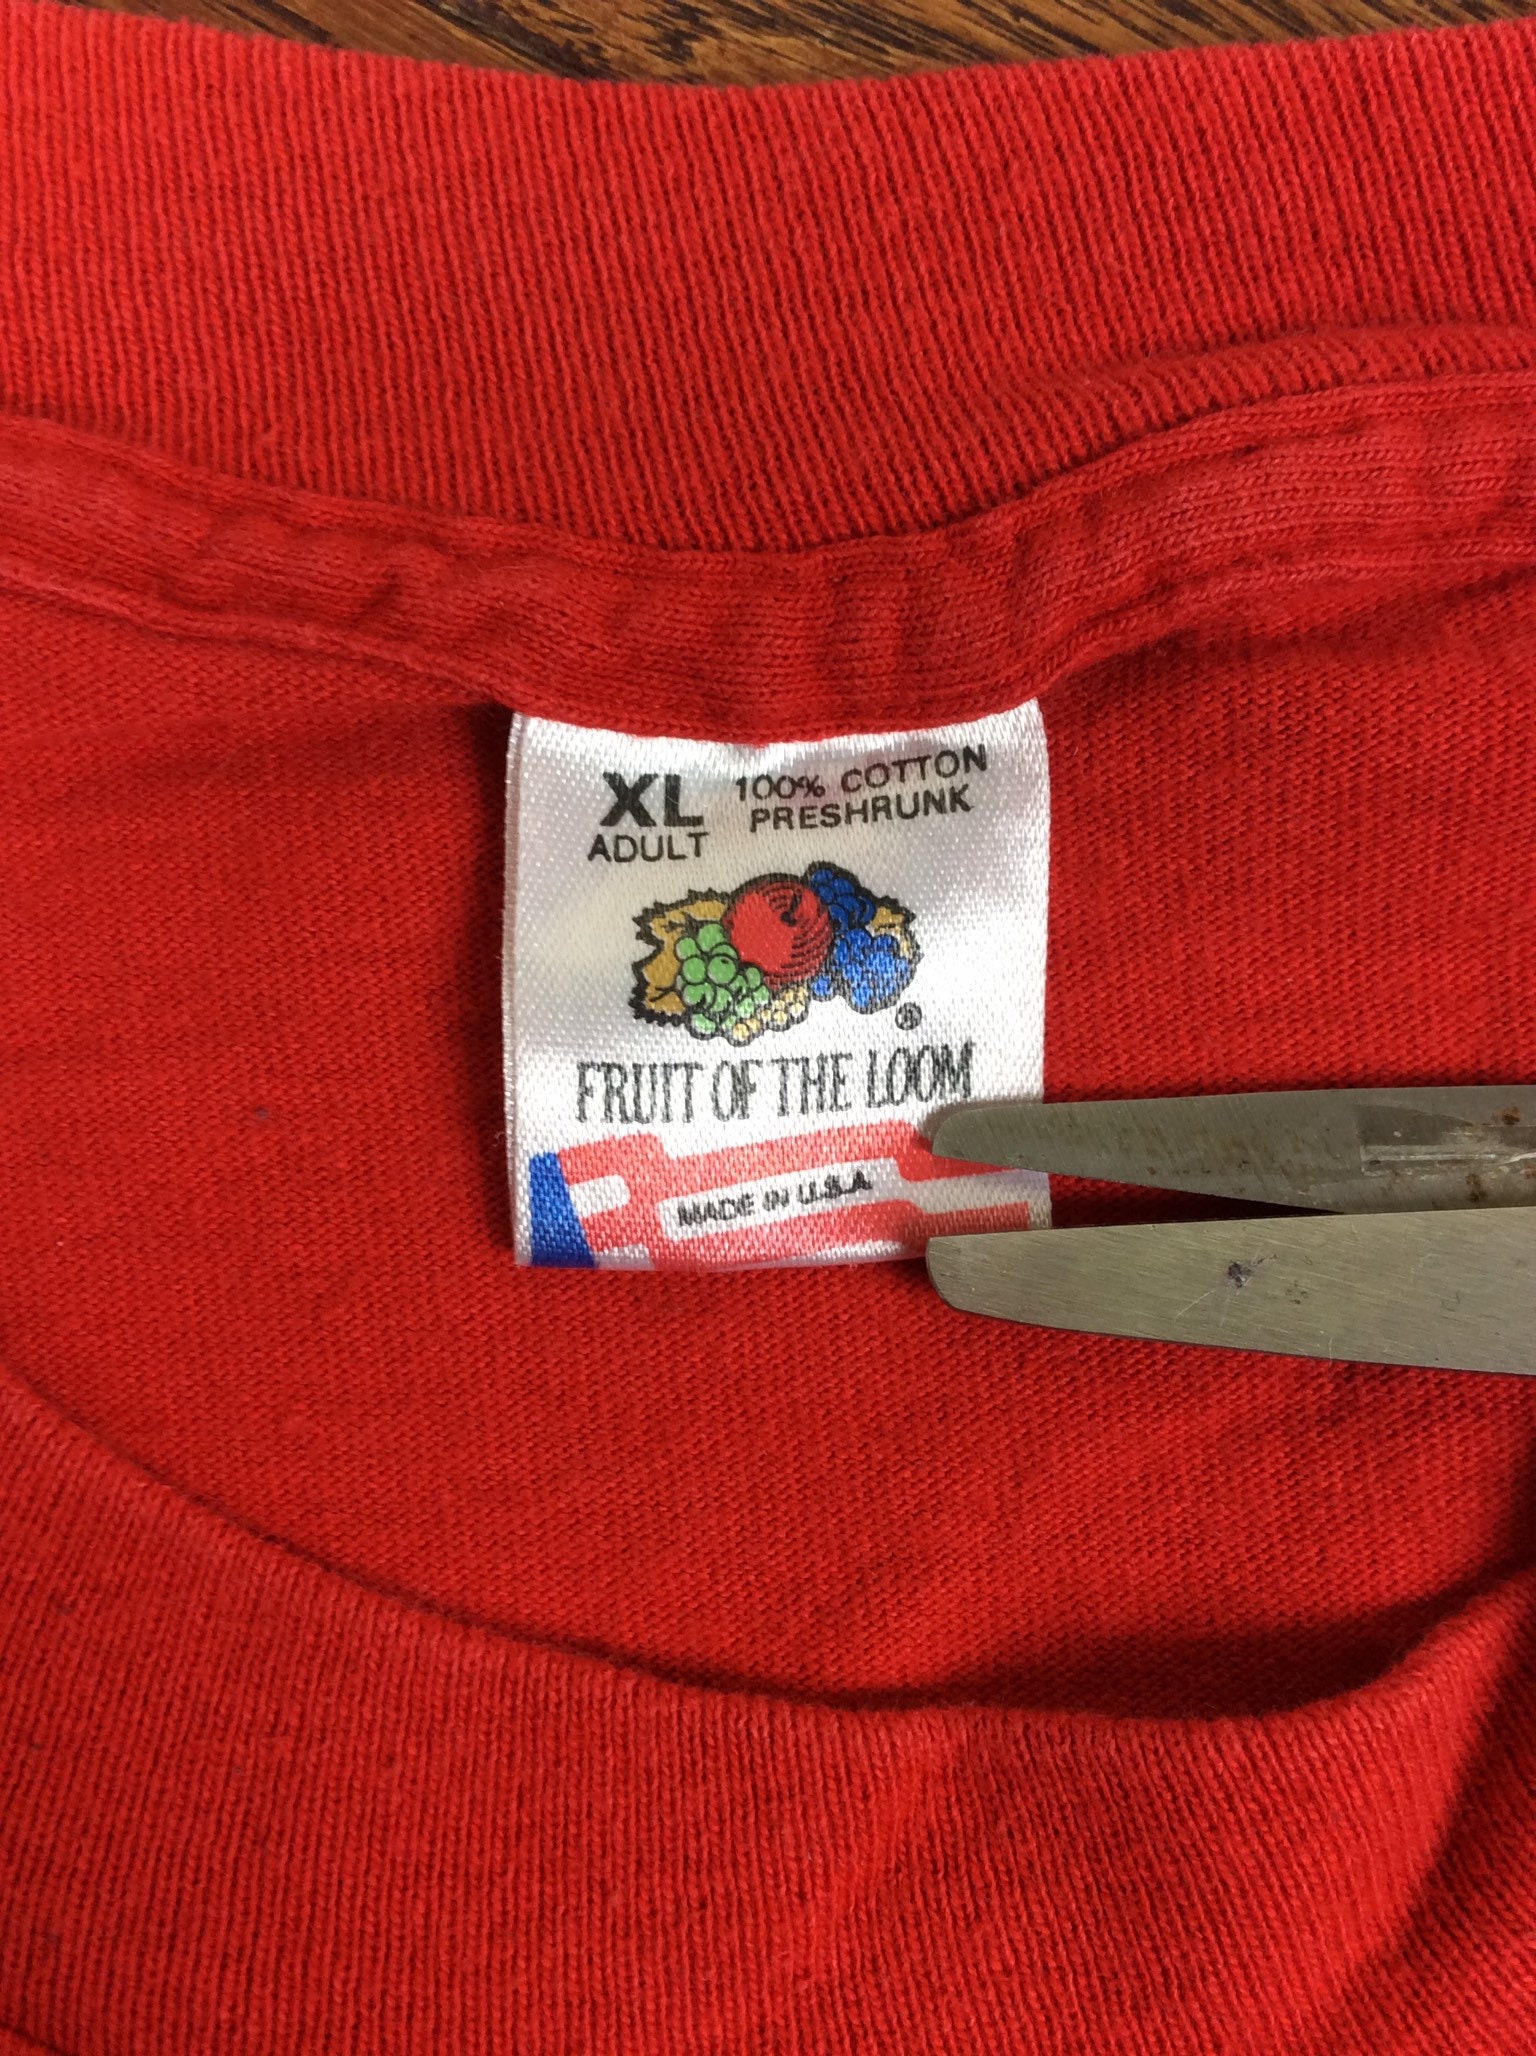 XL 100% COTTON
ADULT PRESHRUNK
®
FRUIT OF THE LOOM
MADE IN U.S.A.